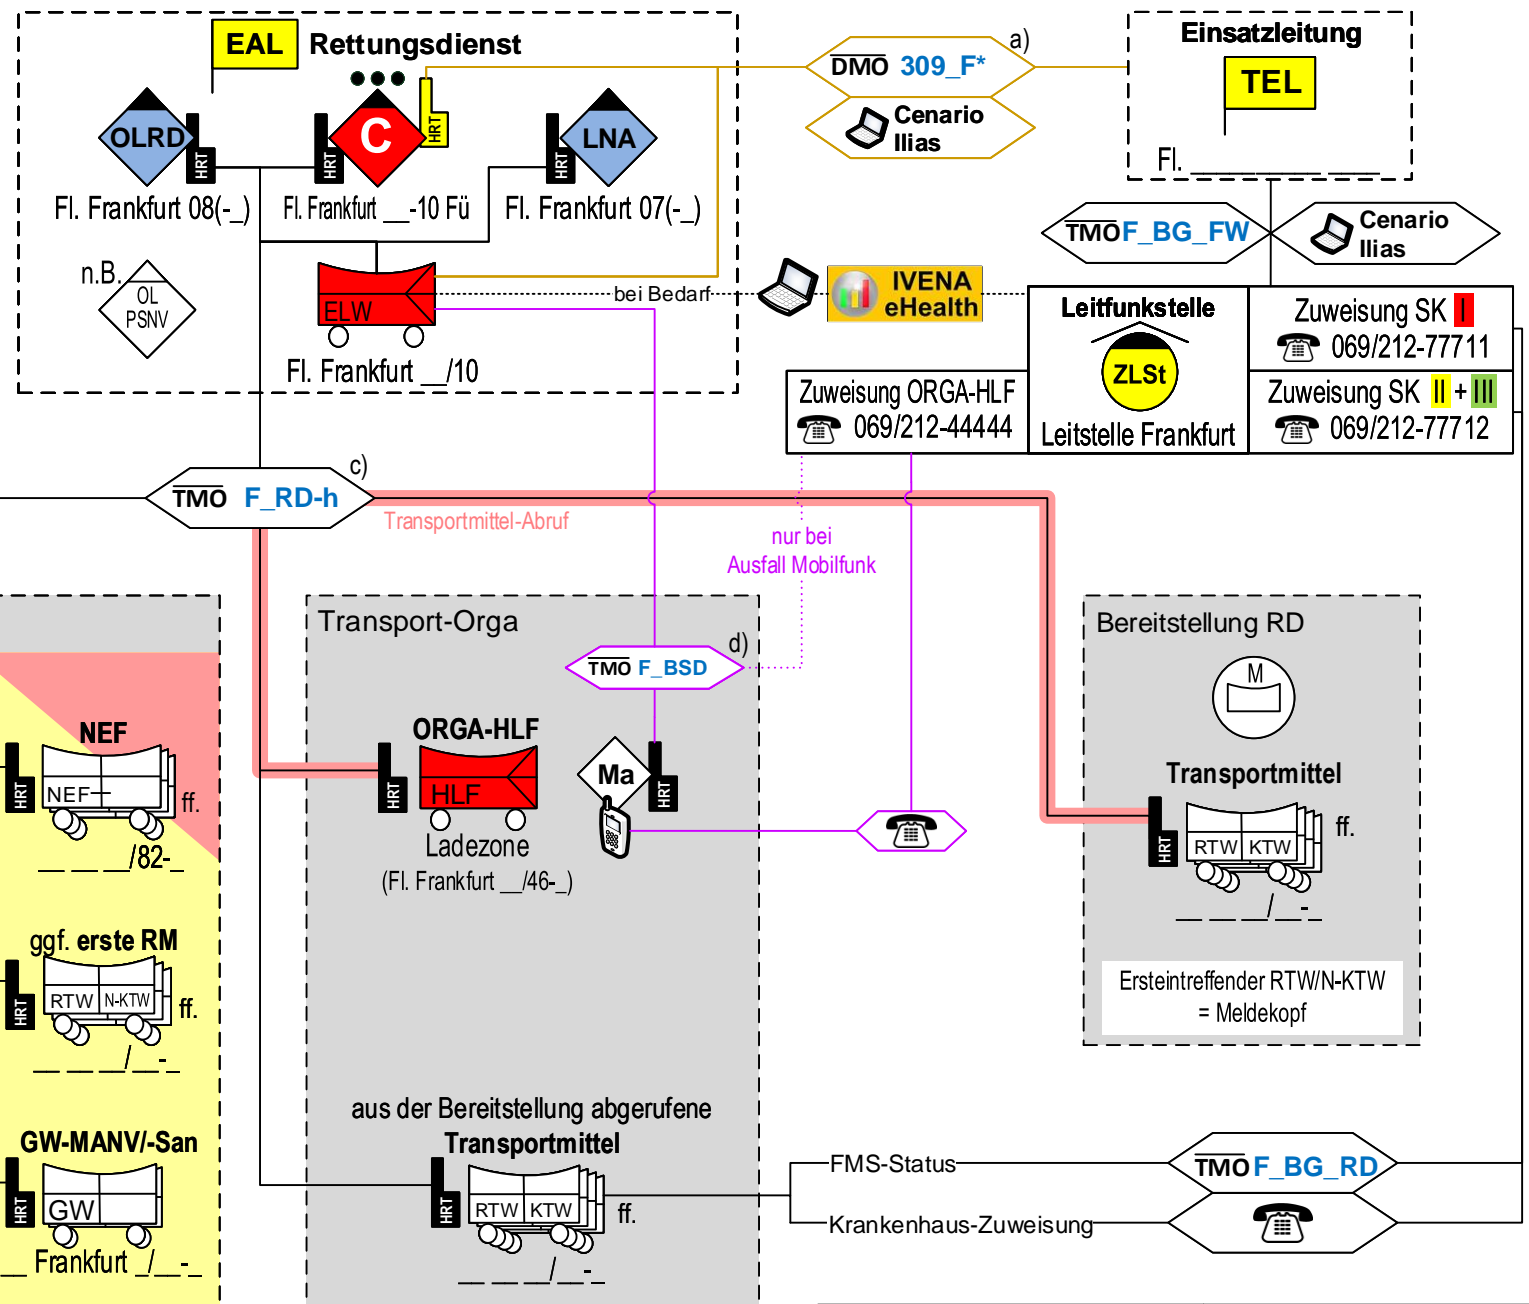 EAL Rettungsdienst
OLRD
HRT
C
HRT
HRT
LNA
HRT
Fl. Frankfurt 08(-_)
Fl. Frankfurt __-10 Fü
Fl. Frankfurt 07(-_)
n.B.
OL
PSNV
ELW
Fl. Frankfurt __/10
DMO 309_F*
a)
Cenario
Ilias
Einsatzleitung
TEL
Fl. ____________
TMO F_BG_FW
Cenario
Ilias
bei Bedarf
IVENA
eHealth
Leitfunkstelle
ZLSt
Leitstelle Frankfurt
Zuweisung SK I
069/212-77711
Zuweisung SK II + III
069/212-77712
Zuweisung ORGA-HLF
069/212-44444
TMO F_RD-h
c)
Transportmittel-Abruf
nur bei
Ausfall Mobilfunk
Transport-Orga
TMO F_BSD
d)
ORGA-HLF
HRT
HLF
Ladezone
(Fl. Frankfurt __/46-_)
Ma
HRT
Bereitstellung RD
M
Transportmittel
HRT
RTW KTW
ff.
__ __ __/__-_
Ersteintreffender RTW/N-KTW
= Meldekopf
NEF
HRT
NEF
ff.
__ __ __/82-_
ggf. erste RM
HRT
RTW N-KTW
ff.
__ __ __/__-_
GW-MANV/-San
HRT
GW
__ Frankfurt _/__-_
aus der Bereitstellung abgerufene
Transportmittel
HRT
RTW KTW
ff.
__ __ __/__-_
FMS-Status
TMO F_BG_RD
Krankenhaus-Zuweisung